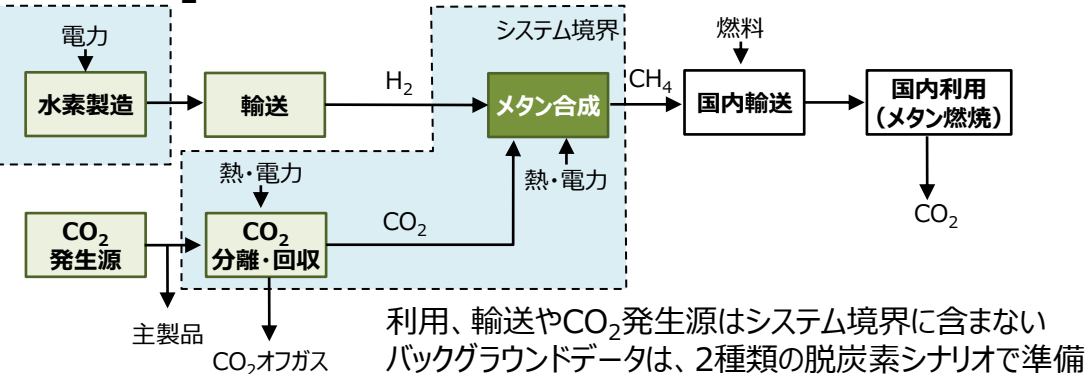 電力
水素製造
輸送
H2
システム境界
メタン合成
熱・電力
CH4
燃料
国内輸送
国内利用
(メタン燃焼)
CO2
CO2
発生源
主製品
熱・電力
CO2
分離・回収
CO2
CO2オフガス
利用、輸送やCO2発生源はシステム境界に含まない
バックグラウンドデータは、2種類の脱炭素シナリオで準備